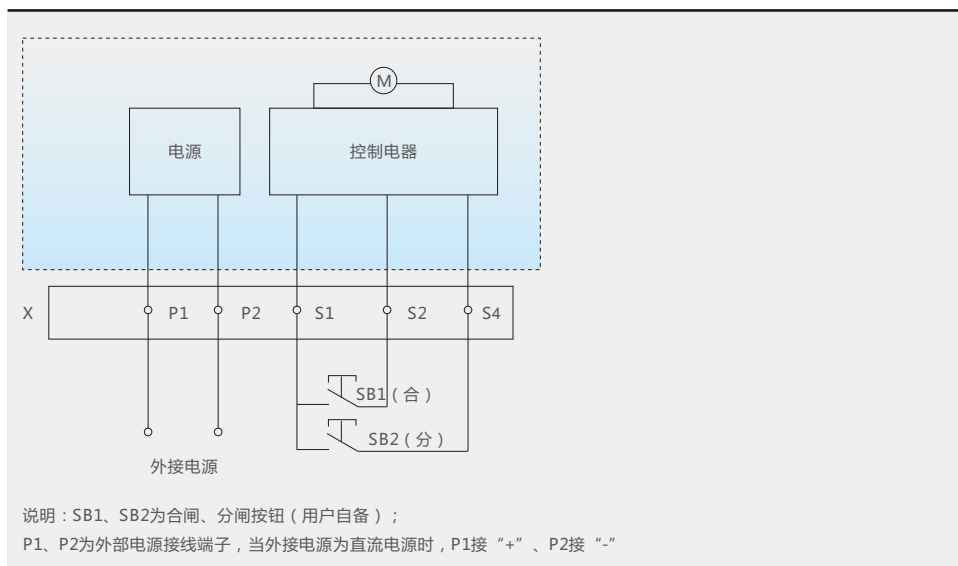 M
电源
控制电器
X P1 P2 S1 S2 S4
SB1(合)
SB2(分)
外接电源
说明:SB1、SB2为合闸、分闸按钮(用户自备);
P1、P2为外部电源接线端子,当外接电源为直流电源时,P1接“+”、P2接“-”